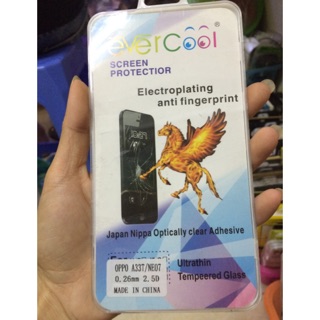 everCool ®
SCREEN
PROTECTIOR
Electroplating
anti fingerprint
Japan Nippa Optically clear Adhesive
OPPO A33T/NEO7
0.26mm 2.5D
MADE IN CHINA
Ultrathin
Tempeered Glass